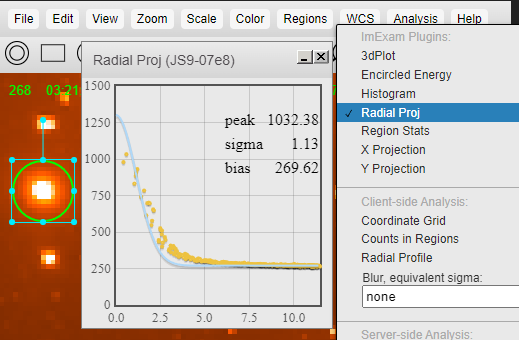 File Edit View Zoom Scale Color Regions WCS Analysis Help
268 03:21
Radial Proj (JS9-07e8)
1500
1250
1000
750
500
250
0
0.0 2.5 5.0 7.5 10.0
peak 1032.38
sigma 1.13
bias 269.62
ImExam Plugins:
3dPlot
Encircled Energy
Histogram
✓ Radial Proj
Region Stats
X Projection
Y Projection
Client-side Analysis:
Coordinate Grid
Counts in Regions
Radial Profile
Blur, equivalent sigma:
none
Server-side Analysis: